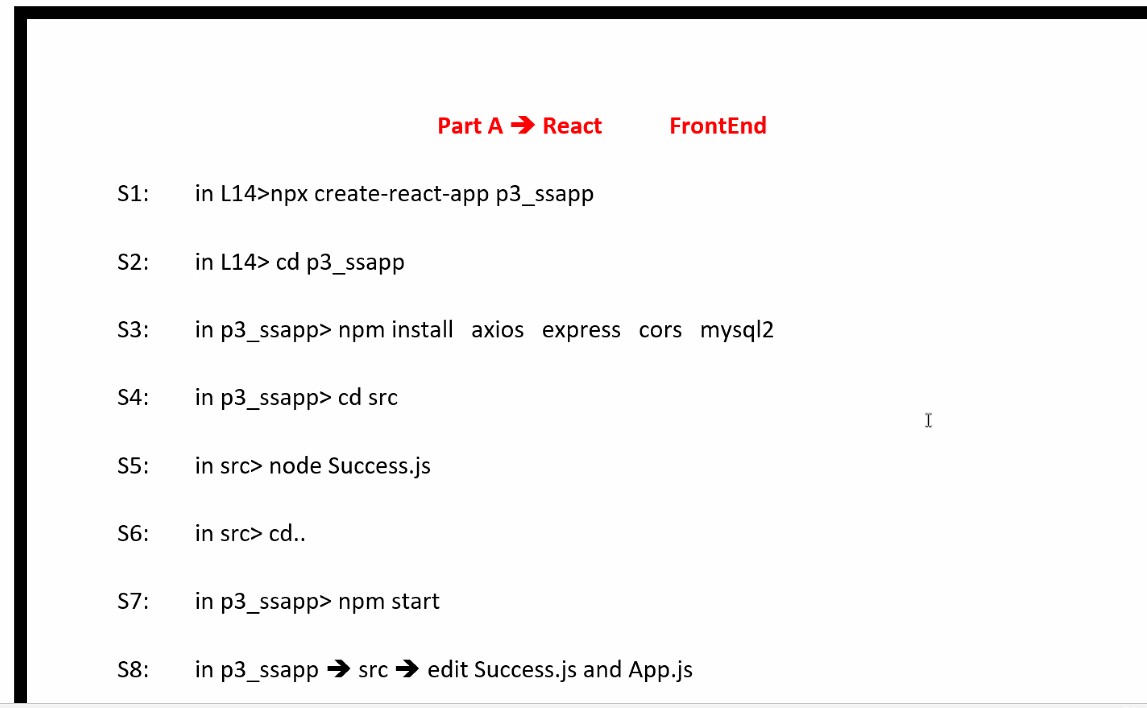 Part A ➔ React FrontEnd
S1: in L14>npx create-react-app p3_ssapp
S2: in L14> cd p3_ssapp
S3: in p3_ssapp> npm install axios express cors mysql2
S4: in p3_ssapp> cd src
S5: in src> node Success.js
S6: in src> cd..
S7: in p3_ssapp> npm start
S8: in p3_ssapp ➔ src ➔ edit Success.js and App.js